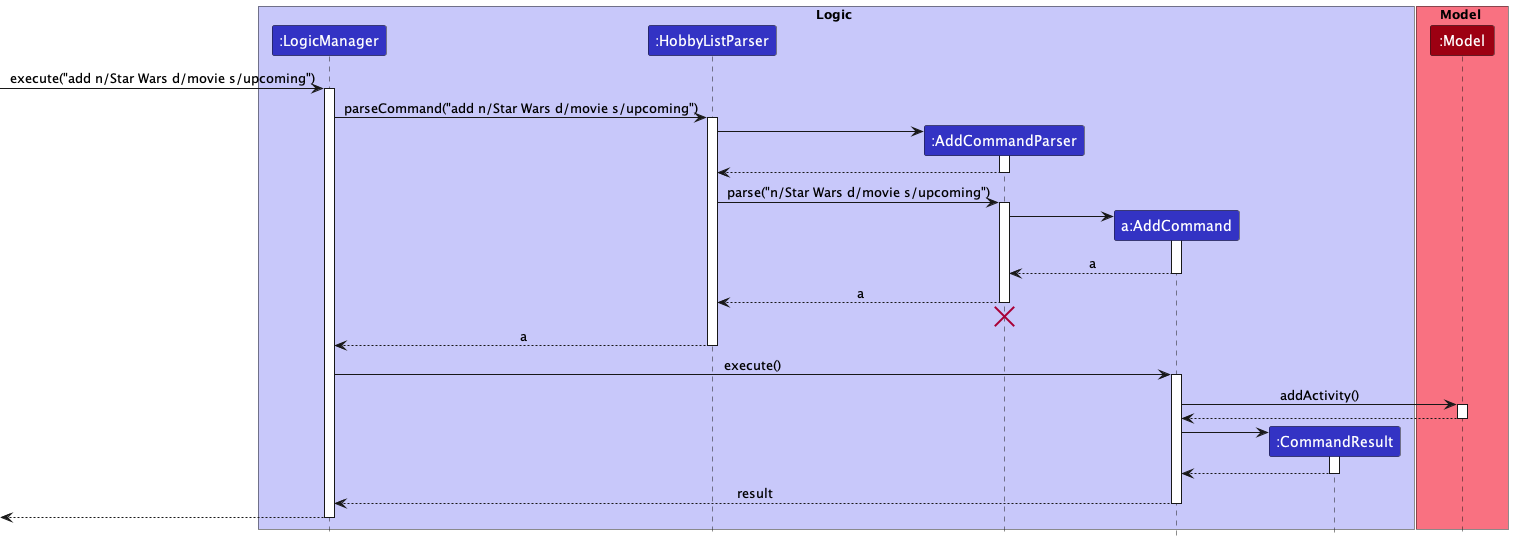 Logic
Model
:LogicManager
:HobbyListParser
:Model
execute("add n/Star Wars d/movie s/upcoming")
parseCommand("add n/Star Wars d/movie s/upcoming")
:AddCommandParser
parse("n/Star Wars d/movie s/upcoming")
a:AddCommand
a
a
a
execute()
addActivity()
:CommandResult
result